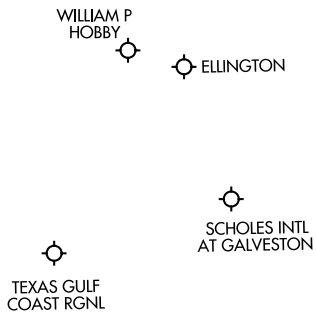 WILLIAM P
HOBBY
ELLINGTON
SCHOLES INTL
AT GALVESTON
TEXAS GULF
COAST RGNL